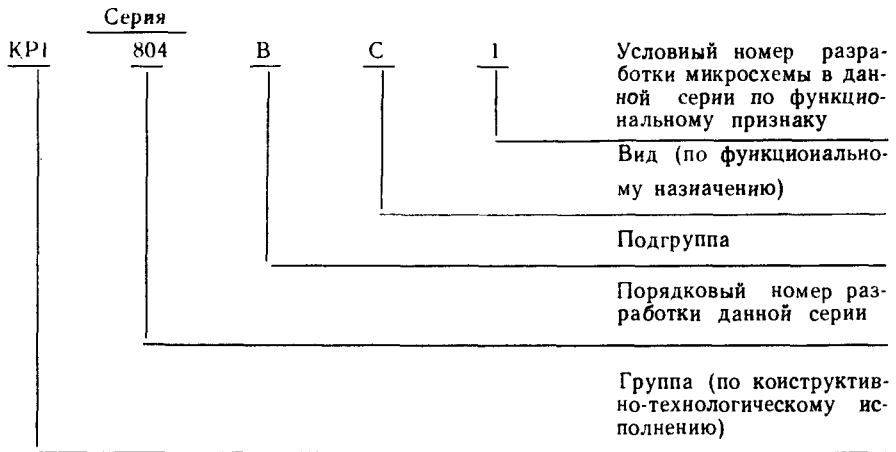 Серия
КР1 804 В С 1
Условный номер разра-
ботки микросхемы в дан-
ной серии по функцио-
нальному признаку
Вид (по функционально-
му назначению)
Подгруппа
Порядковый номер раз-
работки данной серии
Группа (по конструктив-
но-технологическому ис-
полнению)